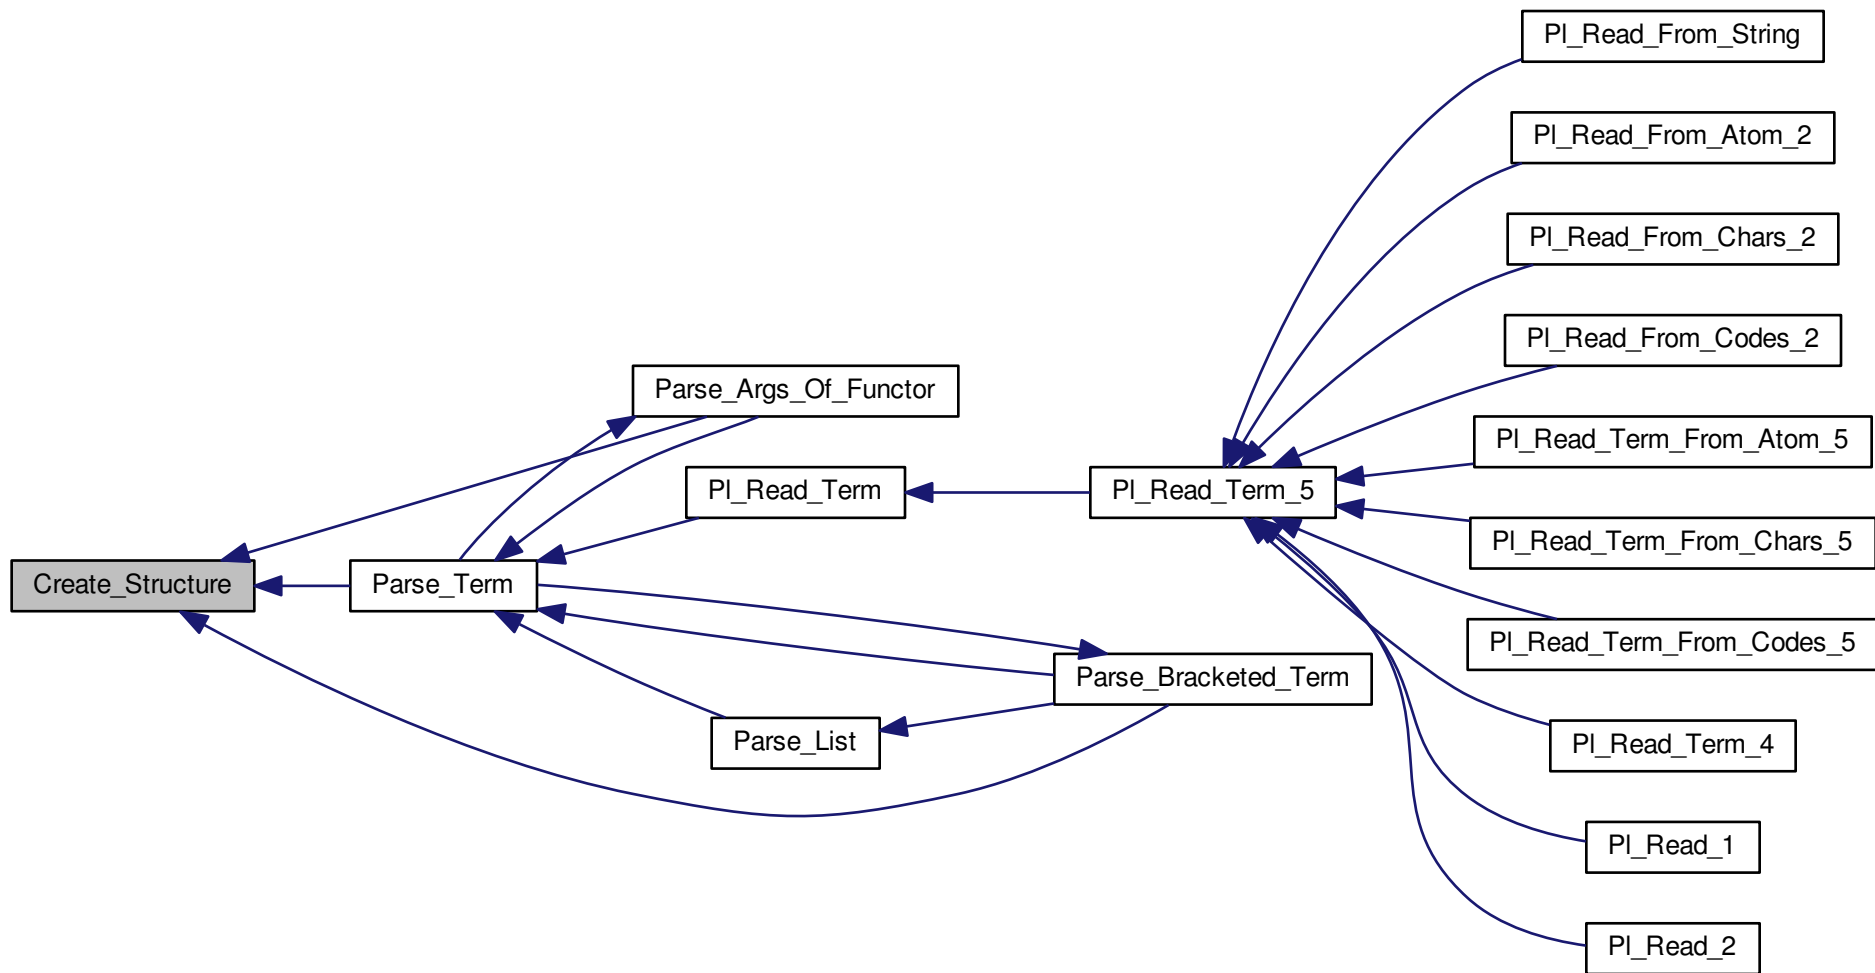 Pl_Read_From_String
Pl_Read_From_Atom_2
Pl_Read_From_Chars_2
Pl_Read_From_Codes_2
Parse_Args_Of_Functor
Pl_Read_Term_From_Atom_5
Pl_Read_Term
Pl_Read_Term_5
Pl_Read_Term_From_Chars_5
Create_Structure
Parse_Term
Pl_Read_Term_From_Codes_5
Parse_Bracketed_Term
Parse_List
Pl_Read_Term_4
Pl_Read_1
Pl_Read_2